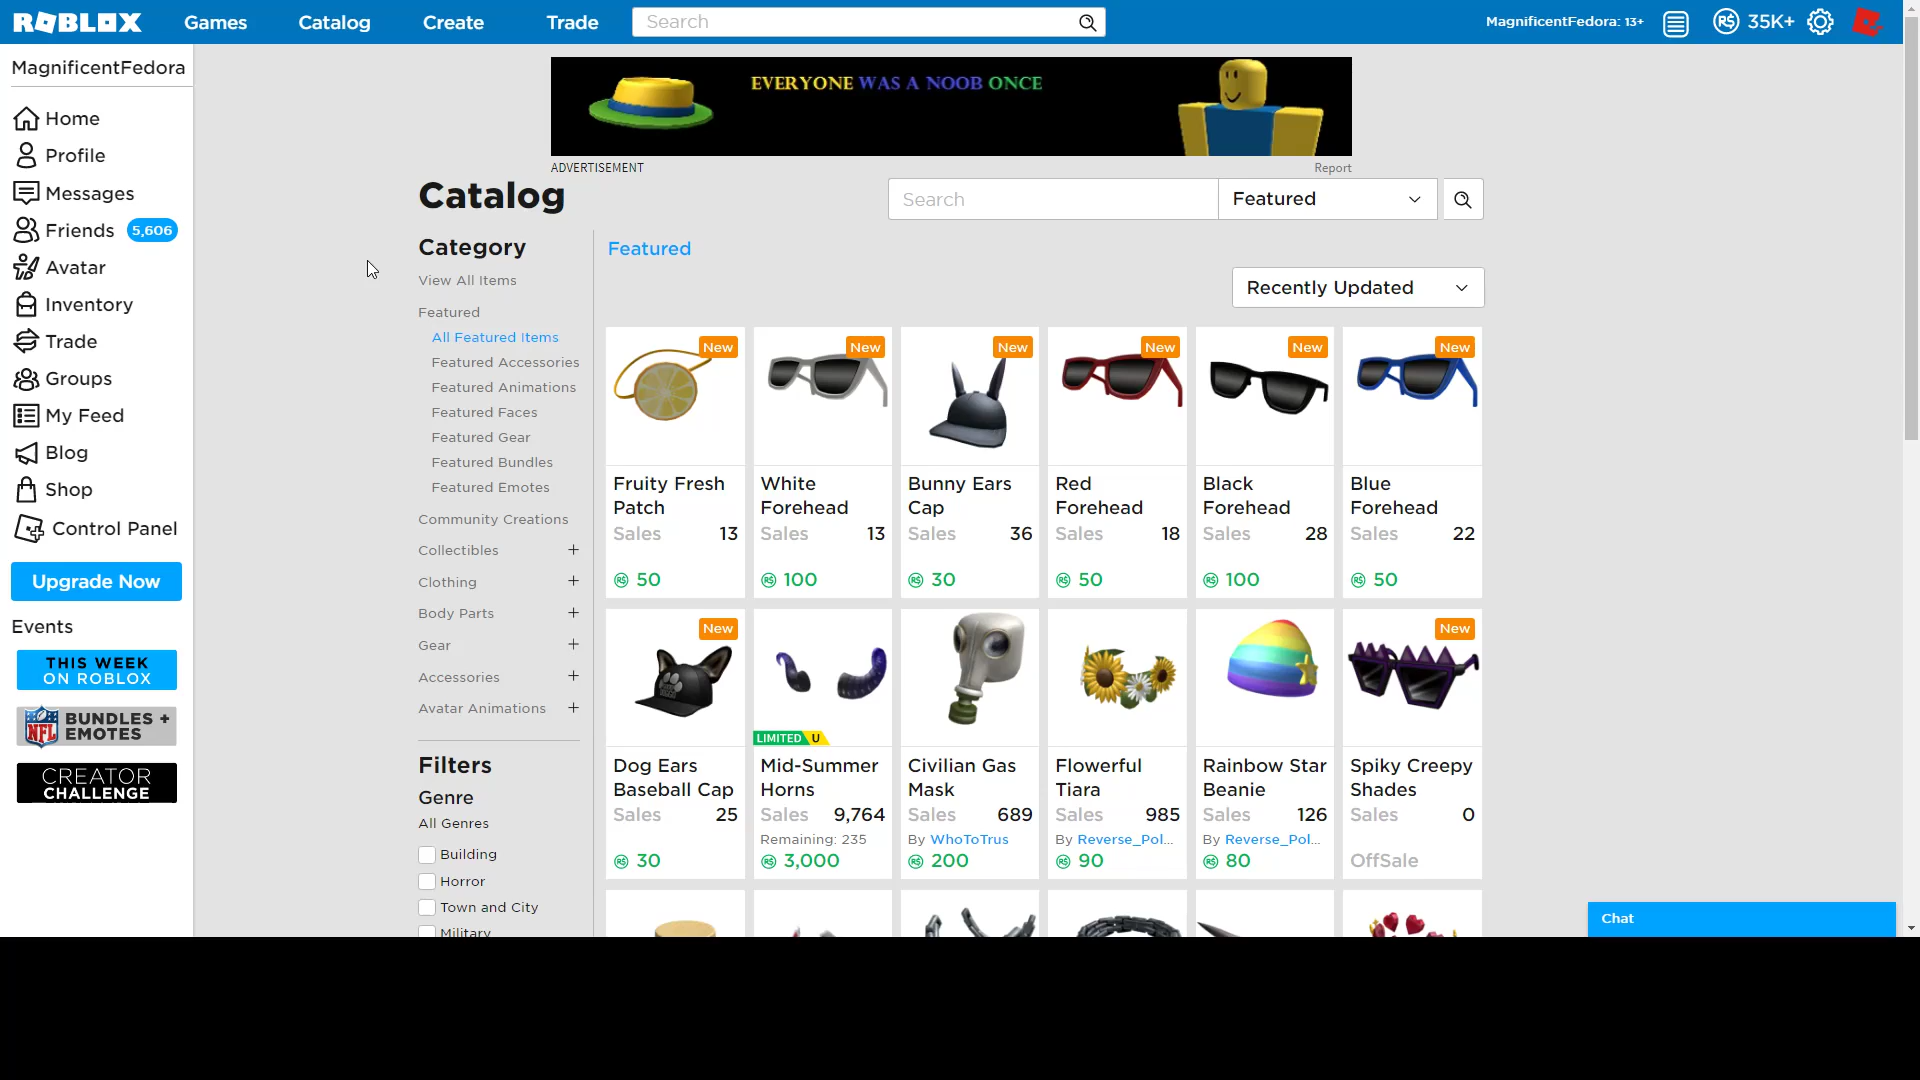 ROBLOX Games Catalog Create Trade Search MagnificentFedora: 13+ 35K+
MagnificentFedora
Home
Profile
Messages
Friends 5,606
Avatar
Inventory
Trade
Groups
My Feed
Blog
Shop
Control Panel
Upgrade Now
Events
THIS WEEK
ON ROBLOX
NFL BUNDLES +
EMOTES
CREATOR
CHALLENGE
EVERYONE WAS A NOOB ONCE
ADVERTISEMENT Report
Catalog
Search Featured
Category
View All Items
Featured
All Featured Items
Featured Accessories
Featured Animations
Featured Faces
Featured Gear
Featured Bundles
Featured Emotes
Community Creations
Collectibles +
Clothing +
Body Parts +
Gear +
Accessories +
Avatar Animations +
Filters
Genre
All Genres
Building
Horror
Town and City
Military
Featured
Recently Updated
New
Fruity Fresh
Patch
Sales 13
50
New
White
Forehead
Sales 13
100
New
Bunny Ears
Cap
Sales 36
30
New
Red
Forehead
Sales 18
50
New
Black
Forehead
Sales 28
100
New
Blue
Forehead
Sales 22
50
New
Dog Ears
Baseball Cap
Sales 25
30
LIMITED U
Mid-Summer
Horns
Sales 9,764
Remaining: 235
3,000
Civilian Gas
Mask
Sales 689
By WhoToTrus
200
Flowerful
Tiara
Sales 985
By Reverse_Pol...
90
Rainbow Star
Beanie
Sales 126
By Reverse_Pol...
80
New
Spiky Creepy
Shades
Sales 0
OffSale
Chat